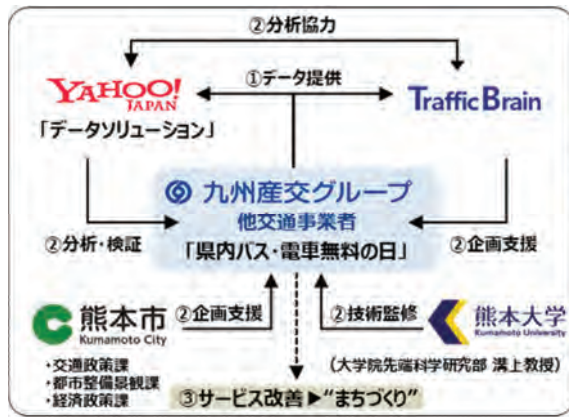 ②分析協力
YAHOO!
JAPAN
①データ提供
TrafficBrain
「データソリューション」
九州産交グループ
他交通事業者
「県内バス・電車無料の日」
②分析・検証
②企画支援
熊本市
Kumamoto City
②企画支援
②技術監修
熊本大学
Kumamoto University
・交通政策課
・都市整備景観課
・経済政策課
(大学院先端科学研究部 溝上教授)
③サービス改善▶“まちづくり”